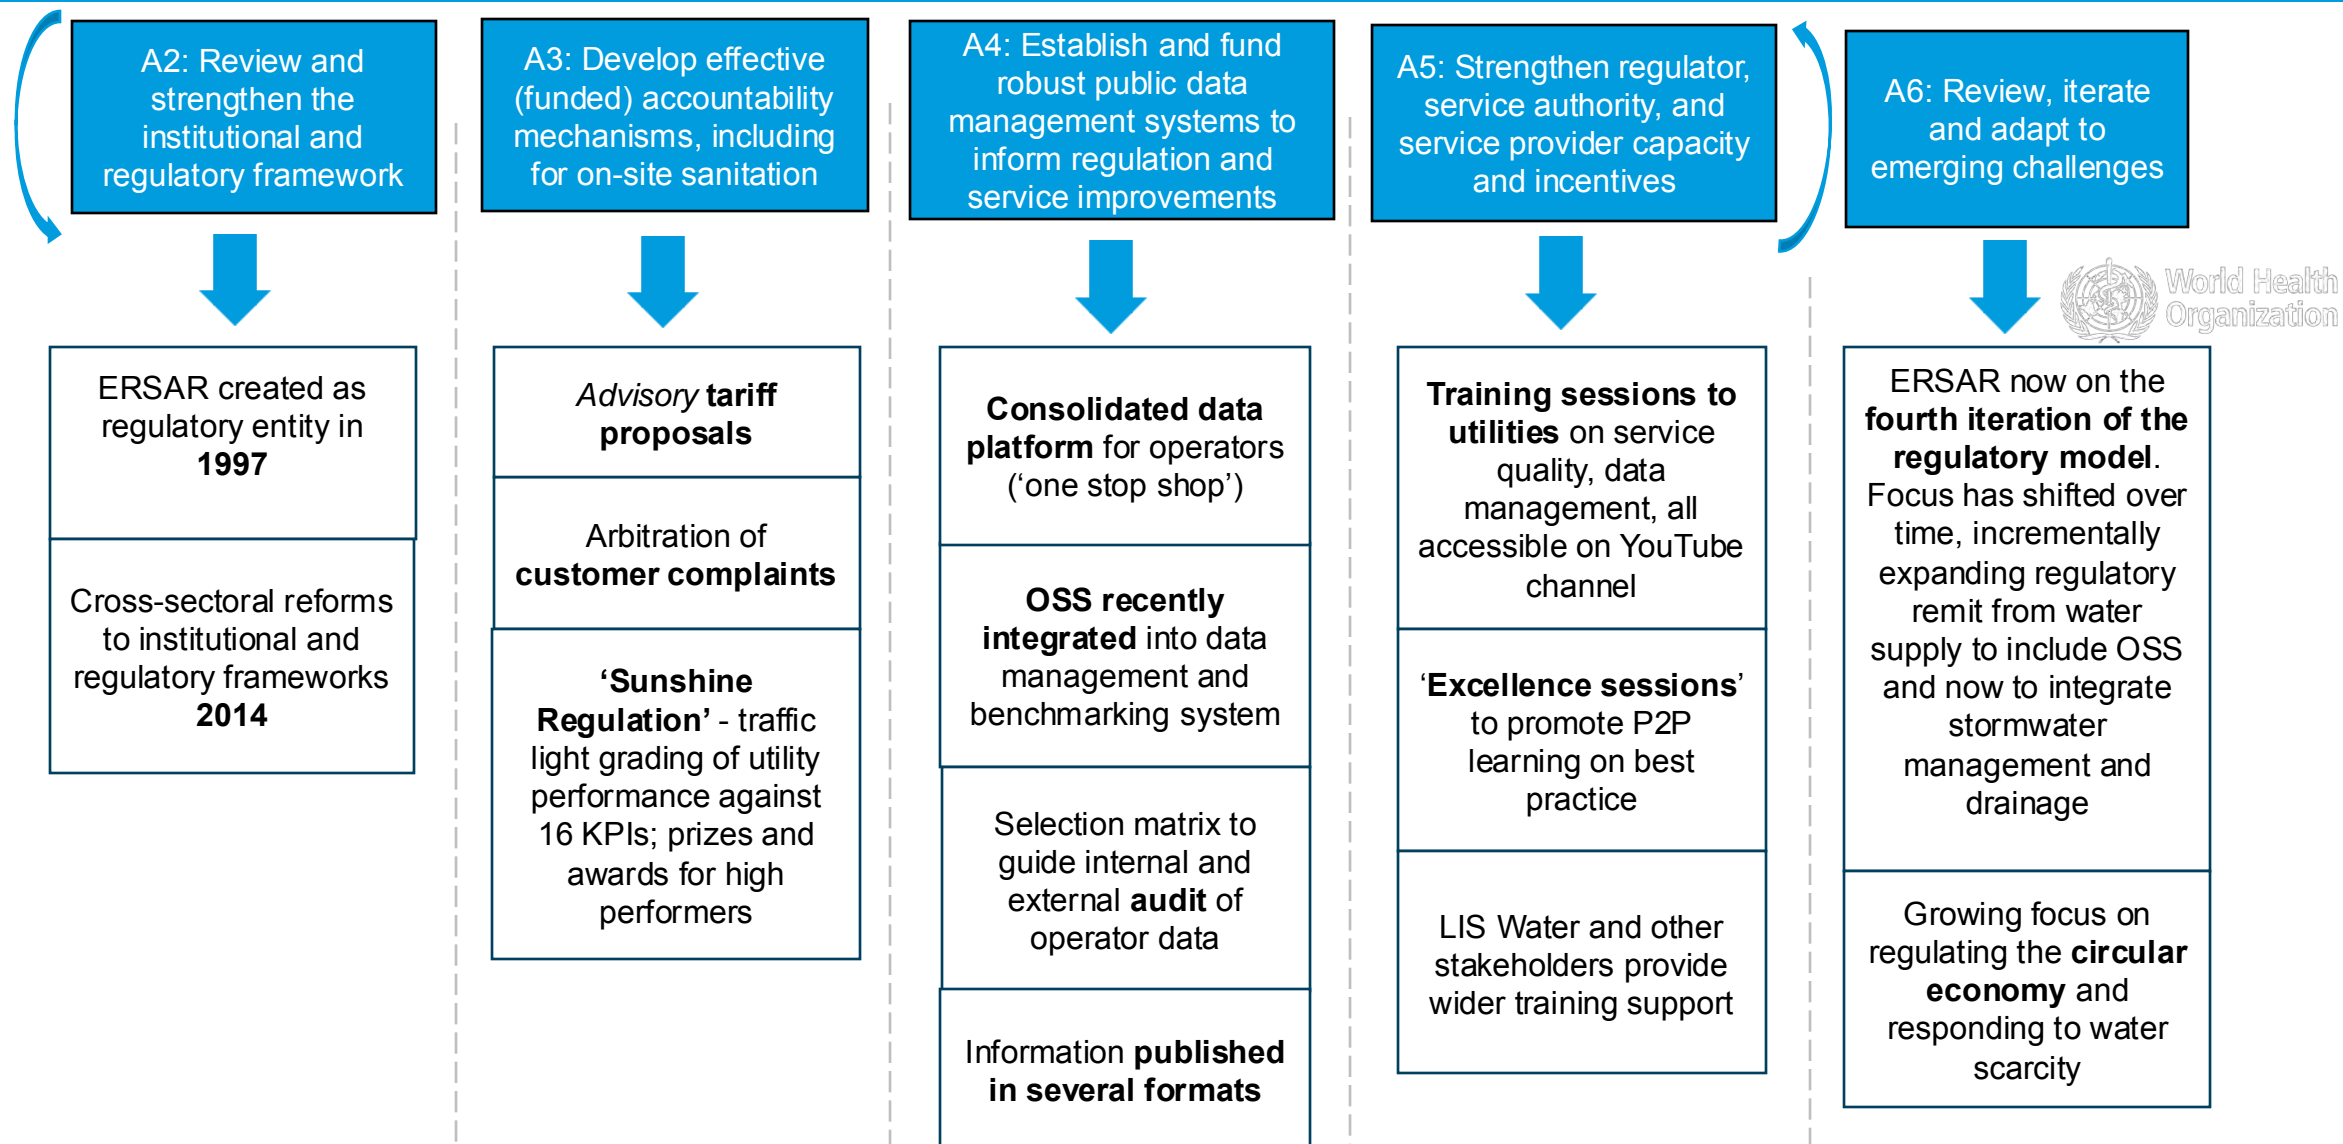 A2: Review and
strengthen the
institutional and
regulatory framework
A3: Develop effective
(funded) accountability
mechanisms, including
for on-site sanitation
A4: Establish and fund
robust public data
management systems to
inform regulation and
service improvements
A5: Strengthen regulator,
service authority, and
service provider capacity
and incentives
A6: Review, iterate
and adapt to
emerging challenges
World Health
Organization
ERSAR created as
regulatory entity in
1997
Cross-sectoral reforms
to institutional and
regulatory frameworks
2014
Advisory tariff
proposals
Arbitration of
customer complaints
‘Sunshine
Regulation’ - traffic
light grading of utility
performance against
16 KPIs; prizes and
awards for high
performers
Consolidated data
platform for operators
(‘one stop shop’)
OSS recently
integrated into data
management and
benchmarking system
Selection matrix to
guide internal and
external audit of
operator data
Information published
in several formats
Training sessions to
utilities on service
quality, data
management, all
accessible on YouTube
channel
‘Excellence sessions’
to promote P2P
learning on best
practice
LIS Water and other
stakeholders provide
wider training support
ERSAR now on the
fourth iteration of the
regulatory model.
Focus has shifted over
time, incrementally
expanding regulatory
remit from water
supply to include OSS
and now to integrate
stormwater
management and
drainage
Growing focus on
regulating the circular
economy and
responding to water
scarcity